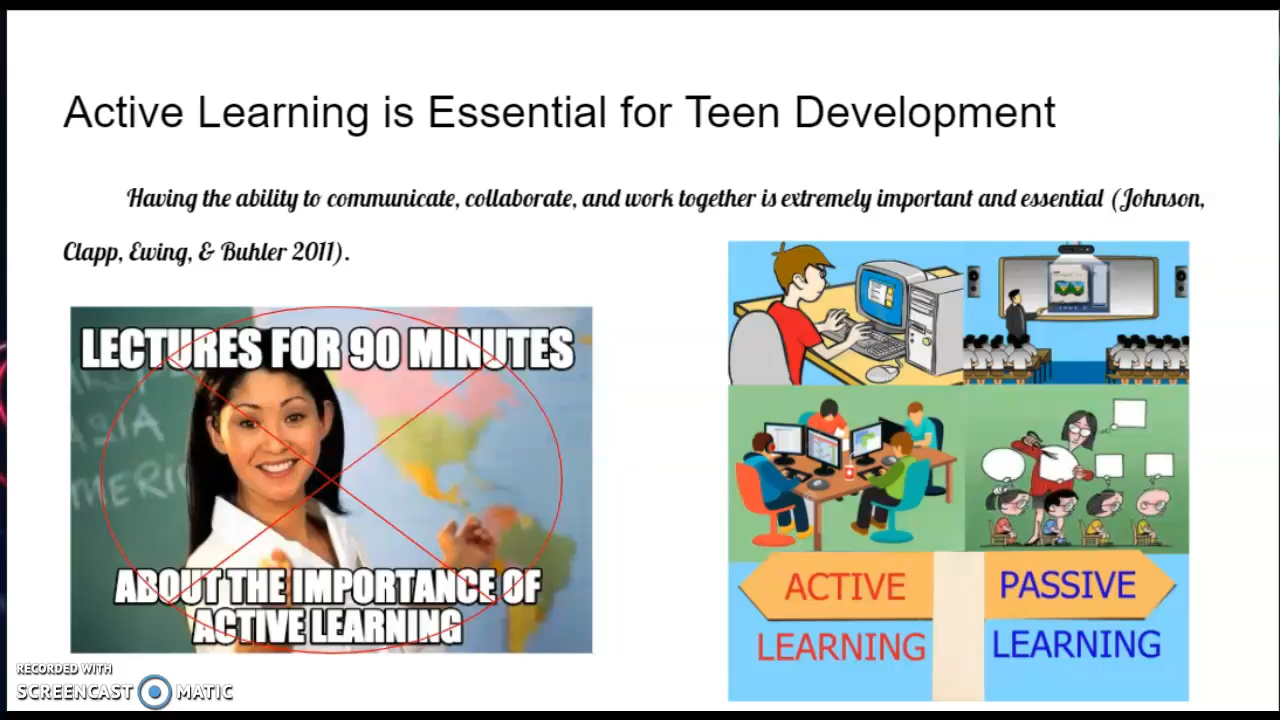 Active Learning is Essential for Teen Development
Having the ability to communicate, collaborate, and work together is extremely important and essential (Johnson,
Clapp, Ewing, & Buhler 2011).
LECTURES FOR 90 MINUTES
ASIA
ABOUT THE IMPORTANCE OF
ACTIVE LEARNING
ACTIVE
LEARNING
PASSIVE
LEARNING
RECORDED WITH
SCREENCAST MATIC